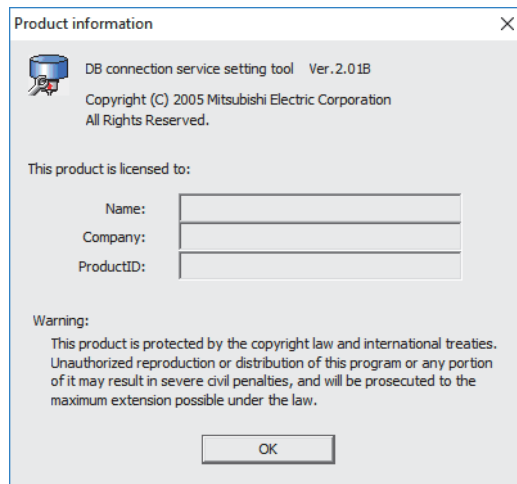 Product information
DB connection service setting tool Ver.2.01B
Copyright (C) 2005 Mitsubishi Electric Corporation
All Rights Reserved.
This product is licensed to:
Name:
Company:
ProductID:
Warning:
This product is protected by the copyright law and international treaties.
Unauthorized reproduction or distribution of this program or any portion
of it may result in severe civil penalties, and will be prosecuted to the
maximum extension possible under the law.
OK